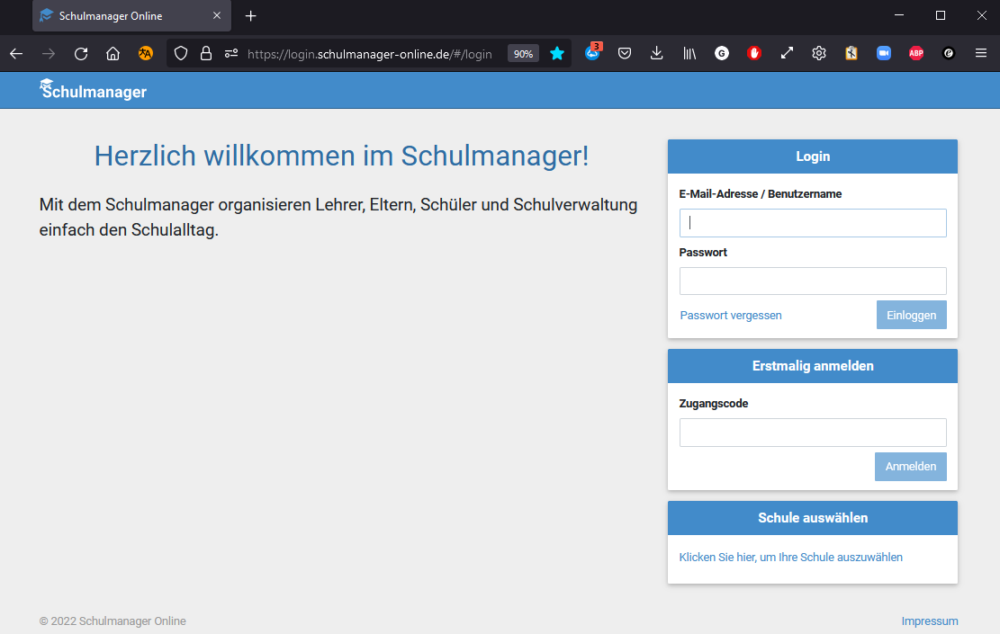 Schulmanager Online
https://login.schulmanager-online.de/#/login
90%
3
G
ABP
Schulmanager
Herzlich willkommen im Schulmanager!
Mit dem Schulmanager organisieren Lehrer, Eltern, Schüler und Schulverwaltung
einfach den Schulalltag.
Login
E-Mail-Adresse / Benutzername
Passwort
Passwort vergessen
Einloggen
Erstmalig anmelden
Zugangscode
Anmelden
Schule auswählen
Klicken Sie hier, um Ihre Schule auszuwählen
© 2022 Schulmanager Online
Impressum